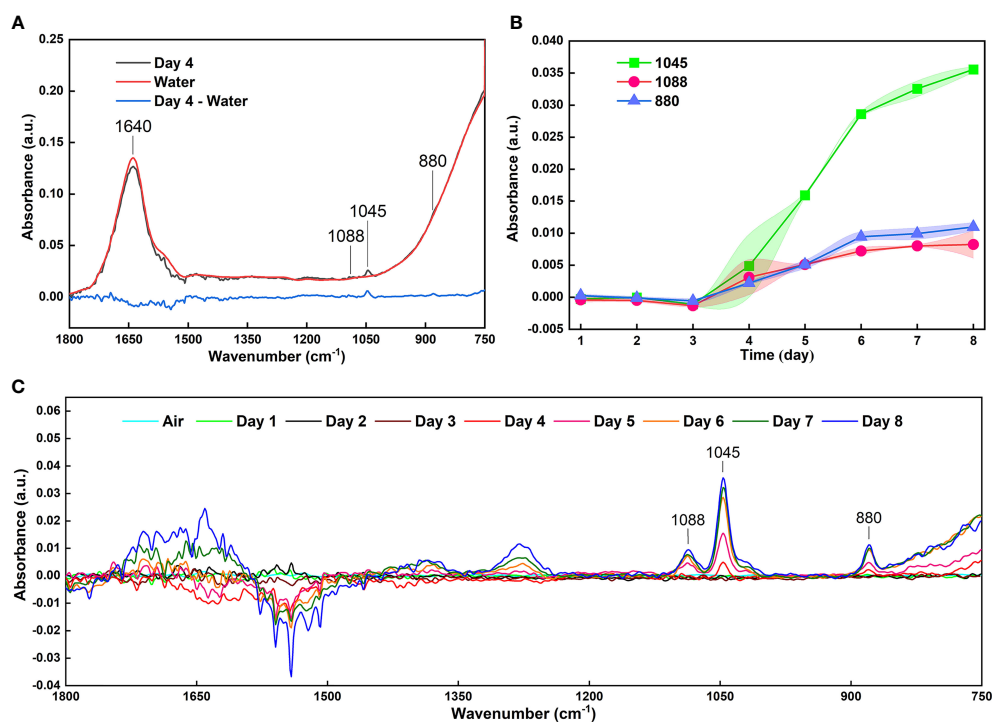 A
0.25
0.20
0.15
0.10
0.05
0.00
Absorbance (a.u.)
Day 4
Water
Day 4 - Water
1640
1088
1045
880
1800 1650 1500 1350 1200 1050 900 750
Wavenumber (cm⁻¹)
B
0.040
0.035
0.030
0.025
0.020
0.015
0.010
0.005
0.000
-0.005
Absorbance (a.u.)
1045
1088
880
1 2 3 4 5 6 7 8
Time (day)
C
0.06
0.05
0.04
0.03
0.02
0.01
0.00
-0.01
-0.02
-0.03
-0.04
Absorbance (a.u.)
Air Day 1 Day 2 Day 3 Day 4 Day 5 Day 6 Day 7 Day 8
1088
1045
880
1800 1650 1500 1350 1200 1050 900 750
Wavenumber (cm⁻¹)